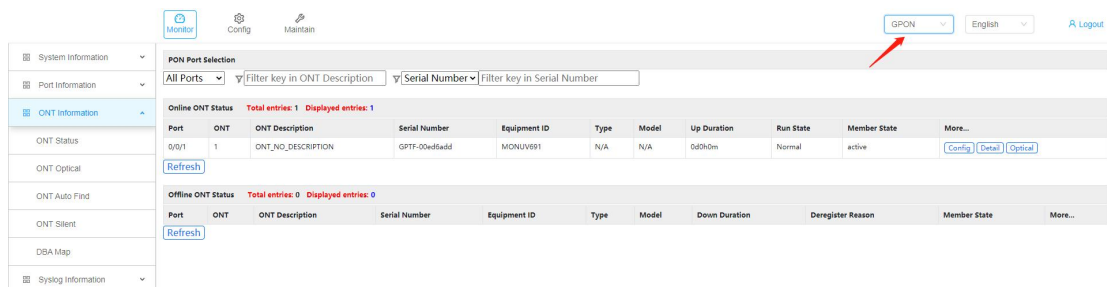 Monitor Config Maintain GPON English Logout
System Information
Port Information
ONT Information
ONT Status
ONT Optical
ONT Auto Find
ONT Silent
DBA Map
Syslog Information
PON Port Selection
All Ports Filter key in ONT Description Serial Number Filter key in Serial Number
Online ONT Status Total entries: 1 Displayed entries: 1
Port ONT ONT Description Serial Number Equipment ID Type Model Up Duration Run State Member State More...
0/0/1 1 ONT_NO_DESCRIPTION GPTF-00ed6add MONUV691 N/A N/A 0d0h0m Normal active Config Detail Optical
Refresh
Offline ONT Status Total entries: 0 Displayed entries: 0
Port ONT ONT Description Serial Number Equipment ID Type Model Down Duration Deregister Reason Member State More...
Refresh